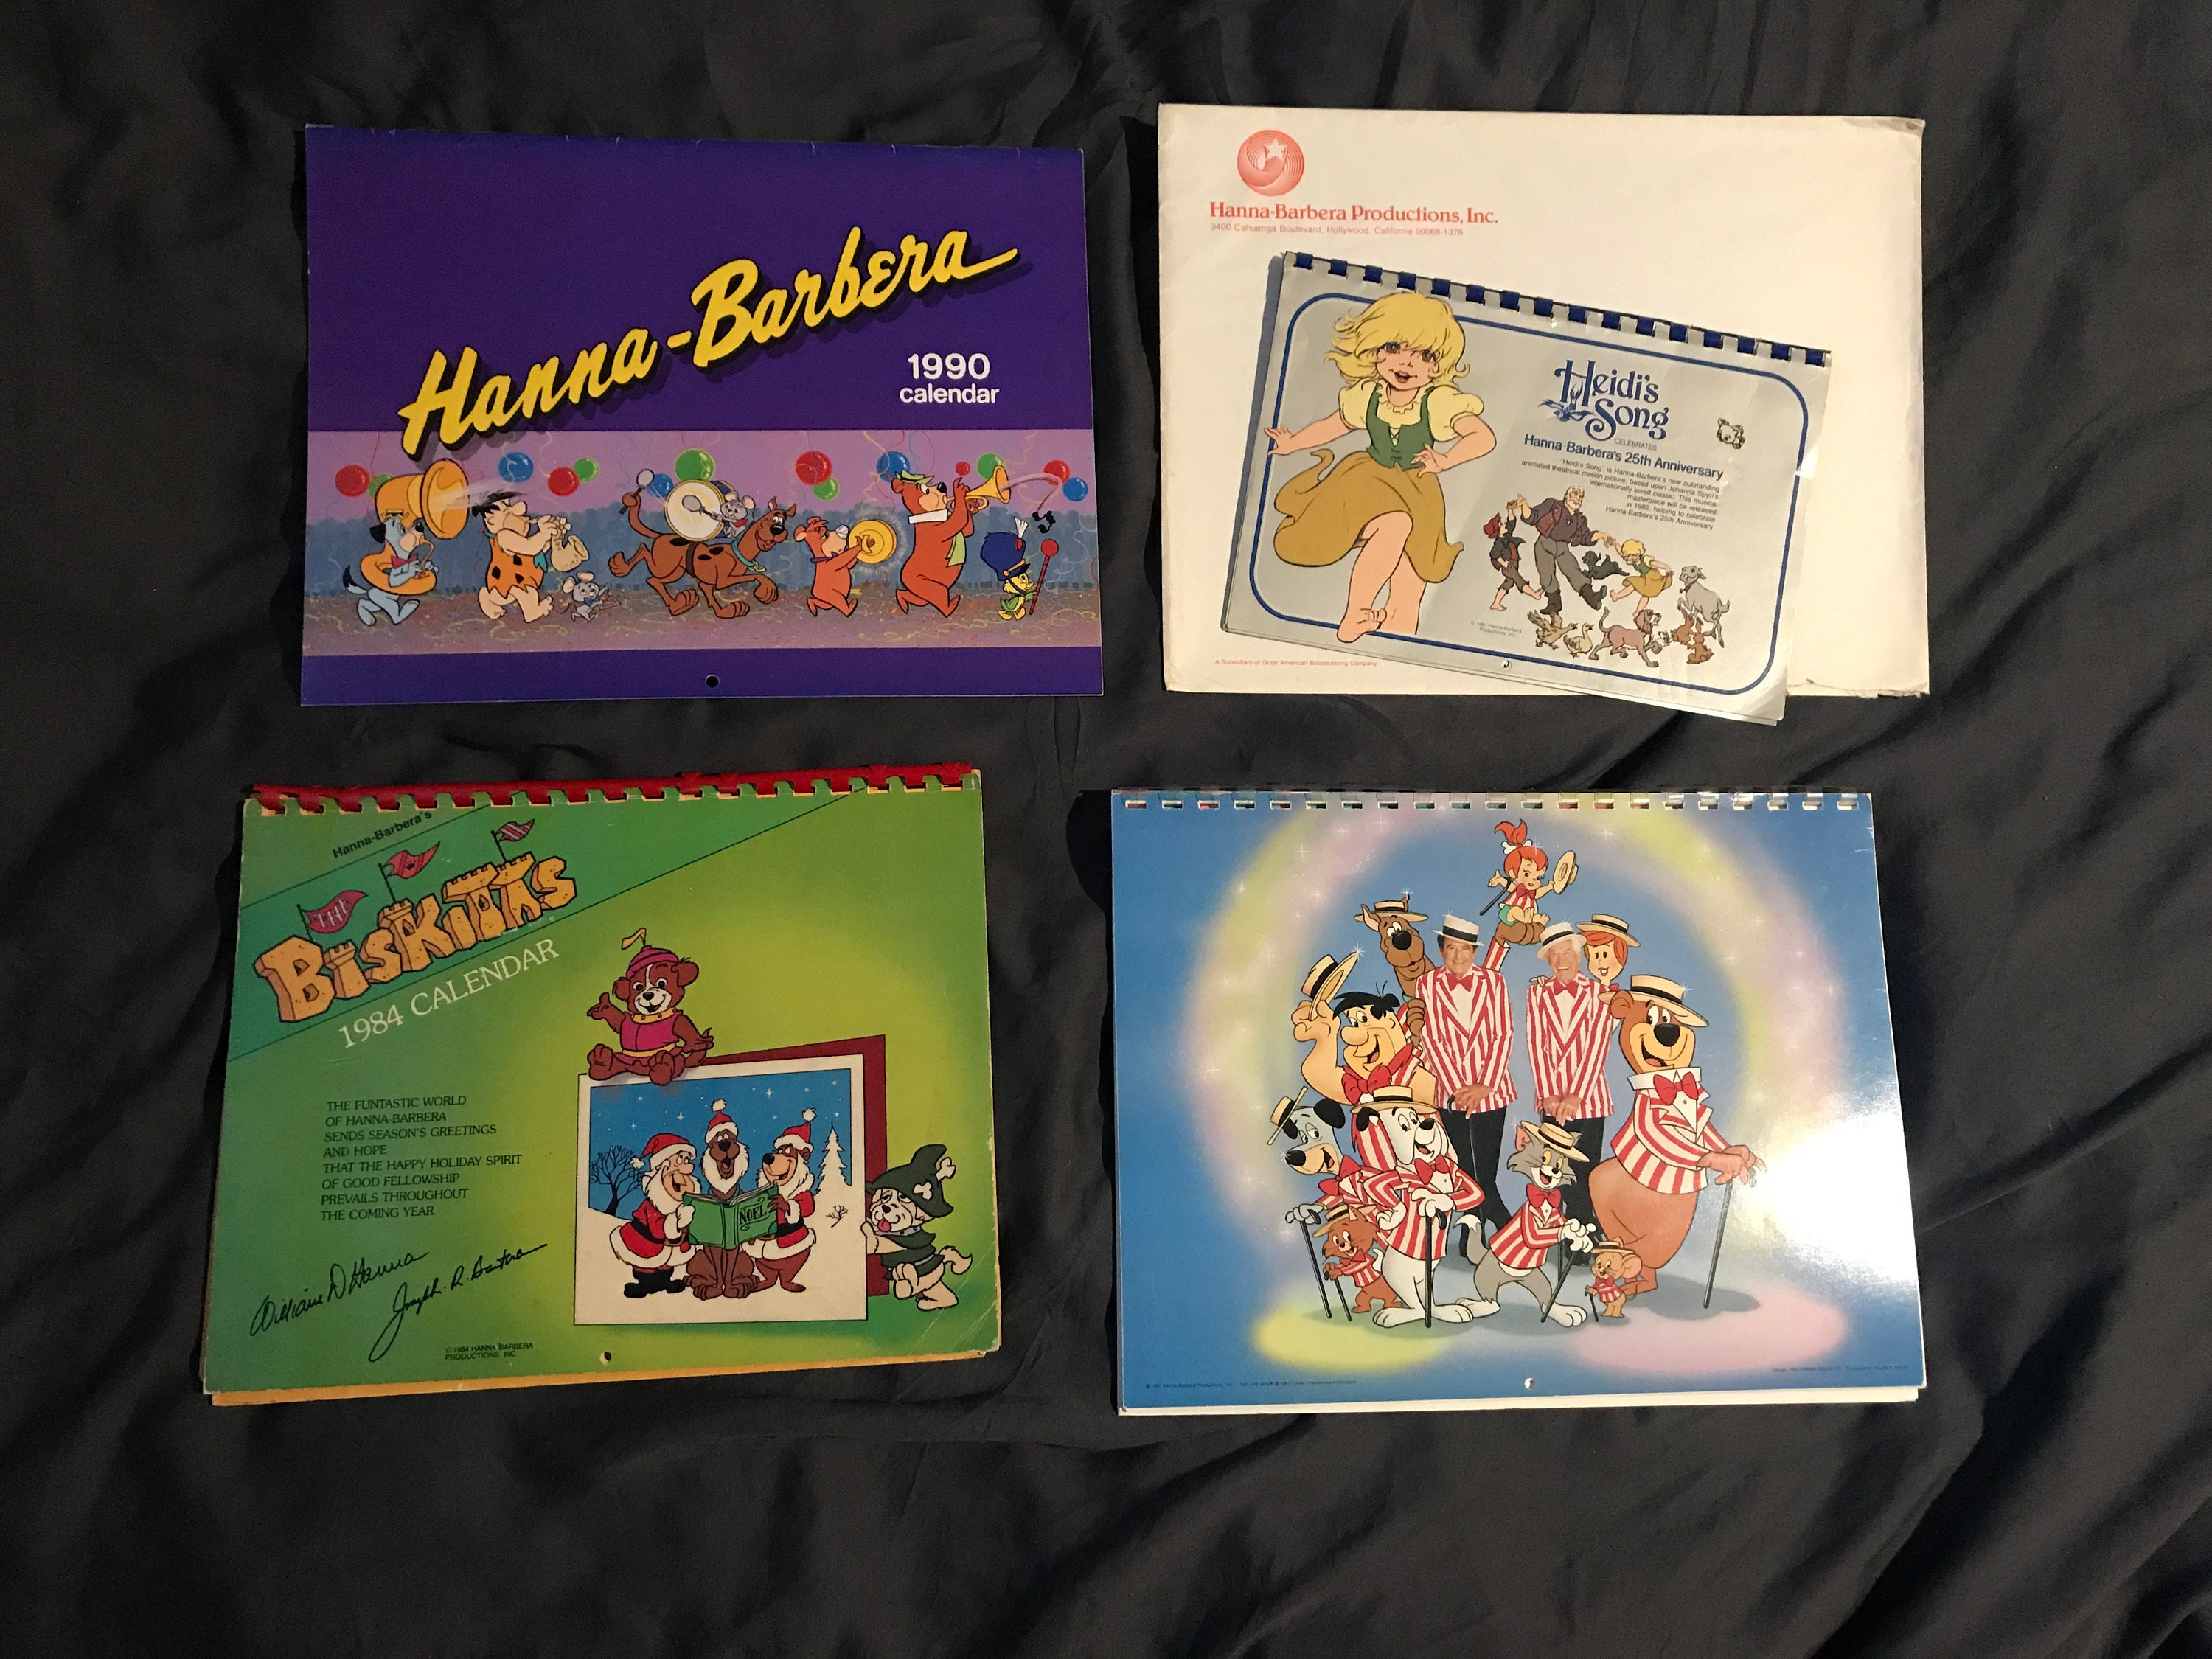 Hanna-Barbera
1990
calendar
Hanna-Barbera Productions, Inc.
3400 Cahuenga Boulevard, Hollywood, California 90068-1376
Heidi's
Song
CELEBRATES
Hanna-Barbera's 25th Anniversary
"Heidi's Song" is Hanna-Barbera's new outstanding
animated theatrical motion picture, based upon Johanna Spyri's
internationally loved classic. This musical
masterpiece will be released
in 1982, helping to celebrate
Hanna-Barbera's 25th Anniversary.
© 1981 Hanna-Barbera
Productions, Inc.
A Subsidiary of Great American Broadcasting Company
Hanna-Barbera's
THE
BISKITTS
1984 CALENDAR
THE FUNTASTIC WORLD
OF HANNA-BARBERA
SENDS SEASON'S GREETINGS
AND HOPE
THAT THE HAPPY HOLIDAY SPIRIT
OF GOOD FELLOWSHIP
PREVAILS THROUGHOUT
THE COMING YEAR.
NOEL
William D Hanna
Joseph R. Barbera
© 1984 HANNA-BARBERA
PRODUCTIONS, INC.